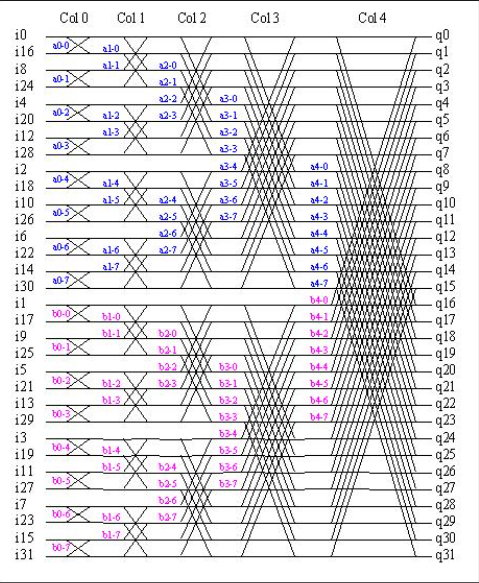 Col 0 Col 1 Col 2 Col 3 Col 4
i0 q0
a0-0 a1-0
i16 q1
a1-1 a2-0
i8 q2
a0-1 a2-1
i24 q3
a2-2 a3-0
i4 q4
a0-2 a1-2 a2-3 a3-1
i20 q5
a1-3 a3-2
i12 q6
a0-3 a3-3
i28 q7
a3-4 a4-0
i2 q8
a0-4 a1-4 a3-5 a4-1
i18 q9
a1-5 a2-4 a3-6 a4-2
i10 q10
a0-5 a2-5 a3-7 a4-3
i26 q11
a2-6 a4-4
i6 q12
a0-6 a1-6 a2-7 a4-5
i22 q13
a1-7 a4-6
i14 q14
a0-7 a4-7
i30 q15
b4-0
i1 q16
b0-0 b1-0 b4-1
i17 q17
b1-1 b2-0 b4-2
i9 q18
b0-1 b2-1 b4-3
i25 q19
b2-2 b3-0 b4-4
i5 q20
b0-2 b1-2 b2-3 b3-1 b4-5
i21 q21
b1-3 b3-2 b4-6
i13 q22
b0-3 b3-3 b4-7
i29 q23
b3-4
i3 q24
b0-4 b1-4 b3-5
i19 q25
b1-5 b2-4 b3-6
i11 q26
b0-5 b2-5 b3-7
i27 q27
b2-6
i7 q28
b0-6 b1-6 b2-7
i23 q29
b1-7
i15 q30
b0-7
i31 q31